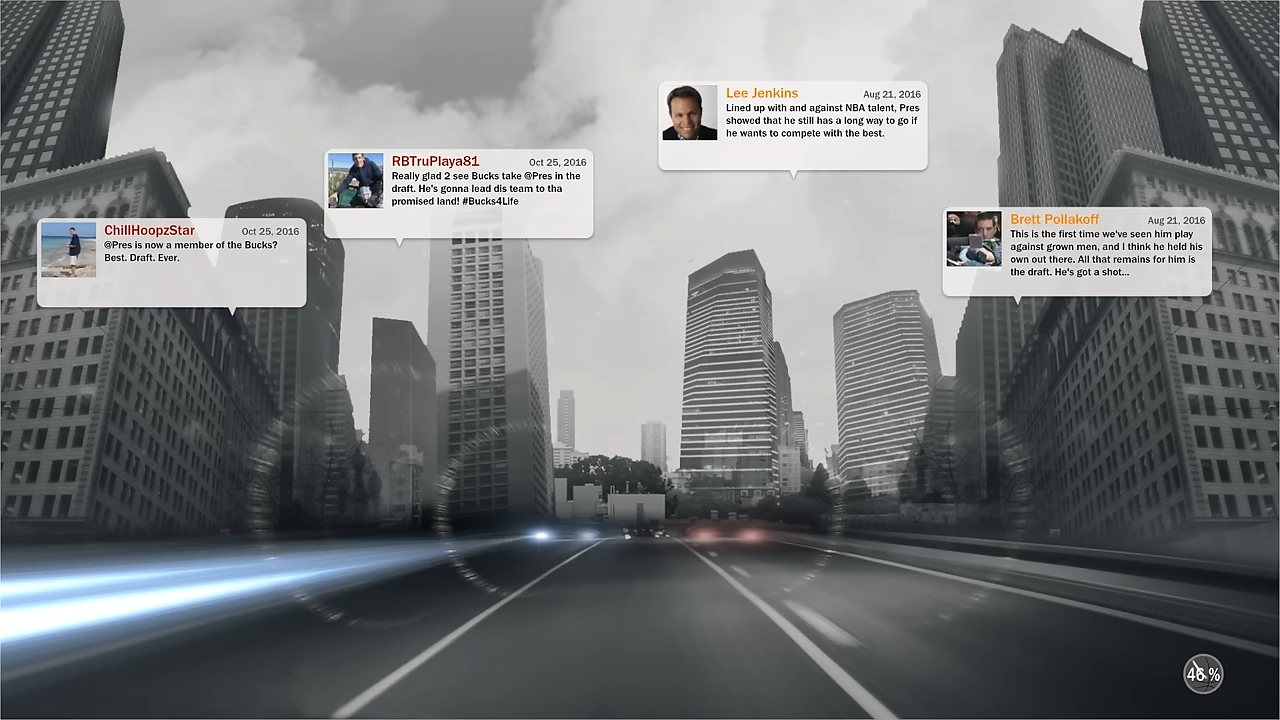 Lee Jenkins Aug 21, 2016
Lined up with and against NBA talent, Pres
showed that he still has a long way to go if
he wants to compete with the best.
RBTruPlaya81 Oct 25, 2016
Really glad 2 see Bucks take @Pres in the
draft. He's gonna lead dis team to tha
promised land! #Bucks4Life
ChillHoopzStar Oct 25, 2016
@Pres is now a member of the Bucks?
Best. Draft. Ever.
Brett Pollakoff Aug 21, 2016
This is the first time we've seen him play
against grown men, and I think he held his
own out there. All that remains for him is
the draft. He's got a shot...
46 %